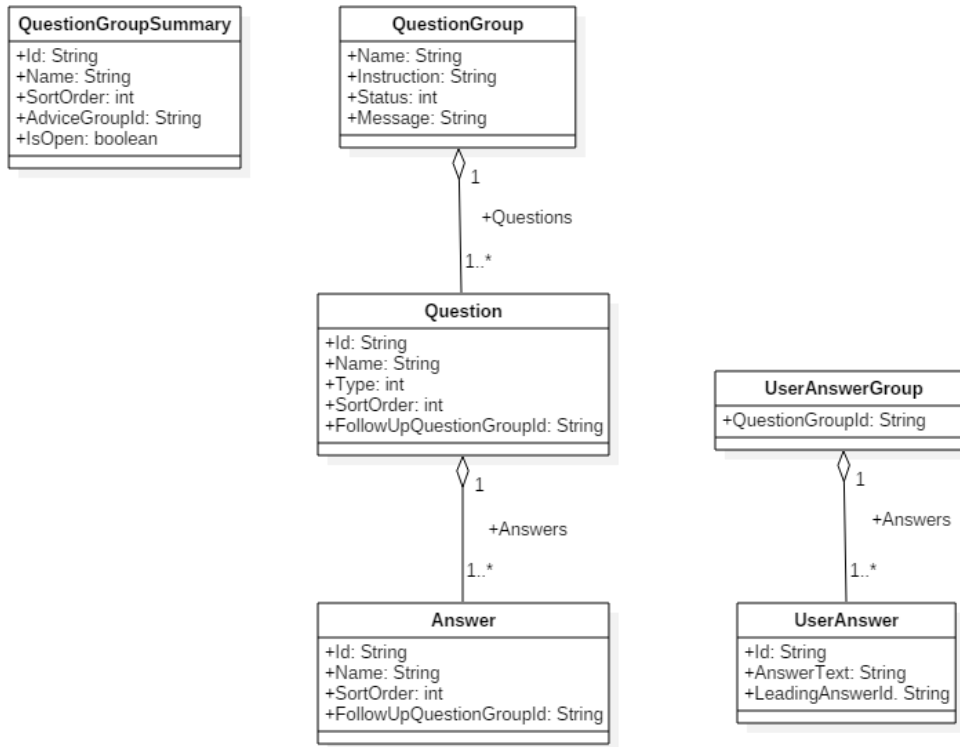 QuestionGroupSummary
+Id: String
+Name: String
+SortOrder: int
+AdviceGroupId: String
+IsOpen: boolean
QuestionGroup
+Name: String
+Instruction: String
+Status: int
+Message: String
1
+Questions
1..*
Question
+Id: String
+Name: String
+Type: int
+SortOrder: int
+FollowUpQuestionGroupId: String
1
+Answers
1..*
Answer
+Id: String
+Name: String
+SortOrder: int
+FollowUpQuestionGroupId: String
UserAnswerGroup
+QuestionGroupId: String
1
+Answers
1..*
UserAnswer
+Id: String
+AnswerText: String
+LeadingAnswerId. String